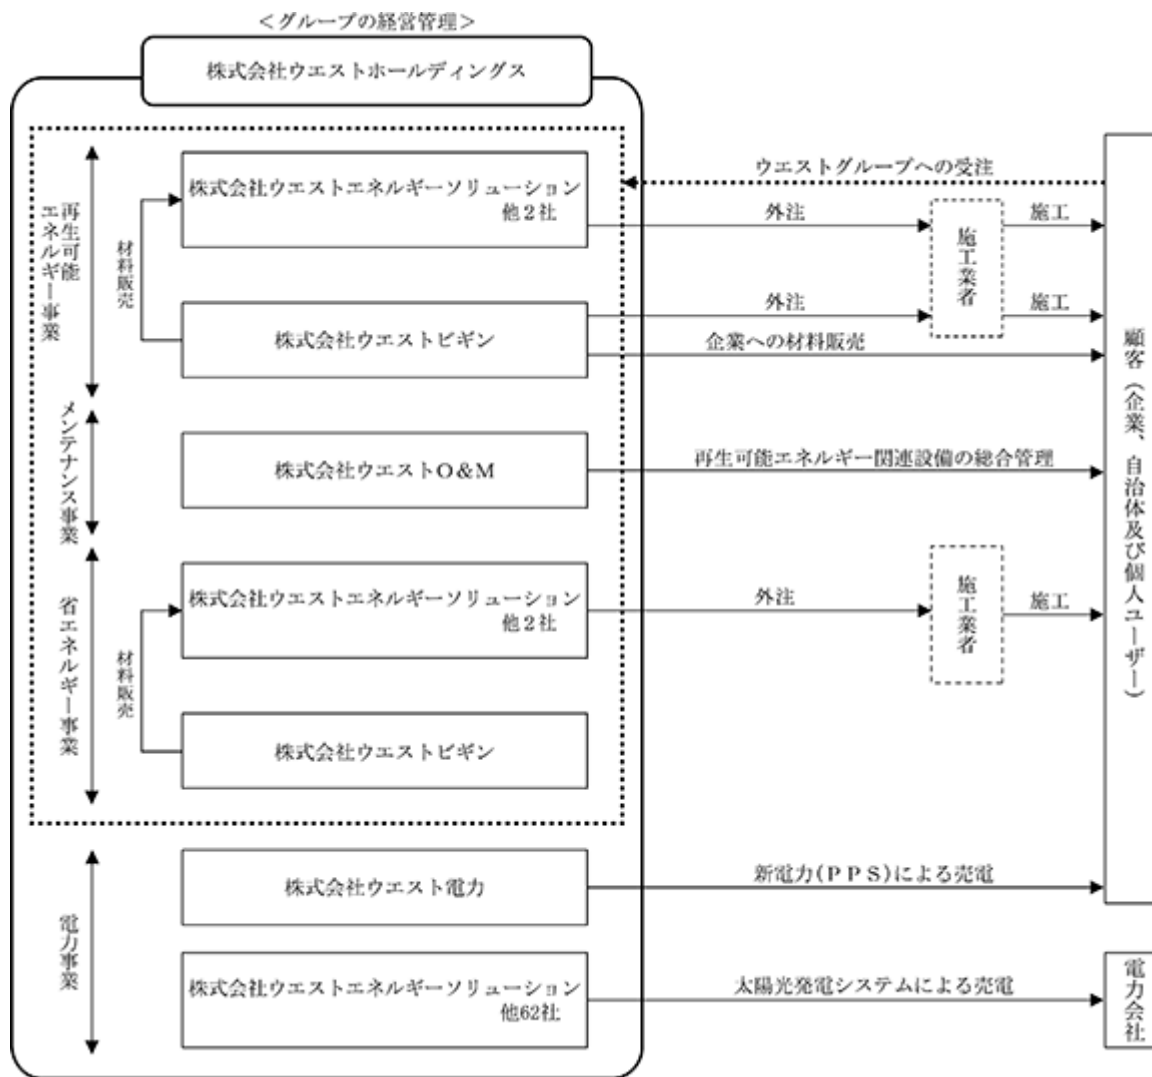 ＜グループの経営管理＞
株式会社ウエストホールディングス
再生可能
エネルギー事業
材料販売
株式会社ウエストエネルギーソリューション
他２社
株式会社ウエストビギン
ウエストグループへの受注
外注
施工業者
施工
外注
施工
企業への材料販売
メンテナンス事業
株式会社ウエストＯ＆Ｍ
再生可能エネルギー関連設備の総合管理
省エネルギー事業
材料販売
株式会社ウエストエネルギーソリューション
他２社
外注
施工業者
施工
株式会社ウエストビギン
顧客（企業、自治体及び個人ユーザー）
電力事業
株式会社ウエスト電力
新電力(ＰＰＳ)による売電
株式会社ウエストエネルギーソリューション
他62社
太陽光発電システムによる売電
電力会社